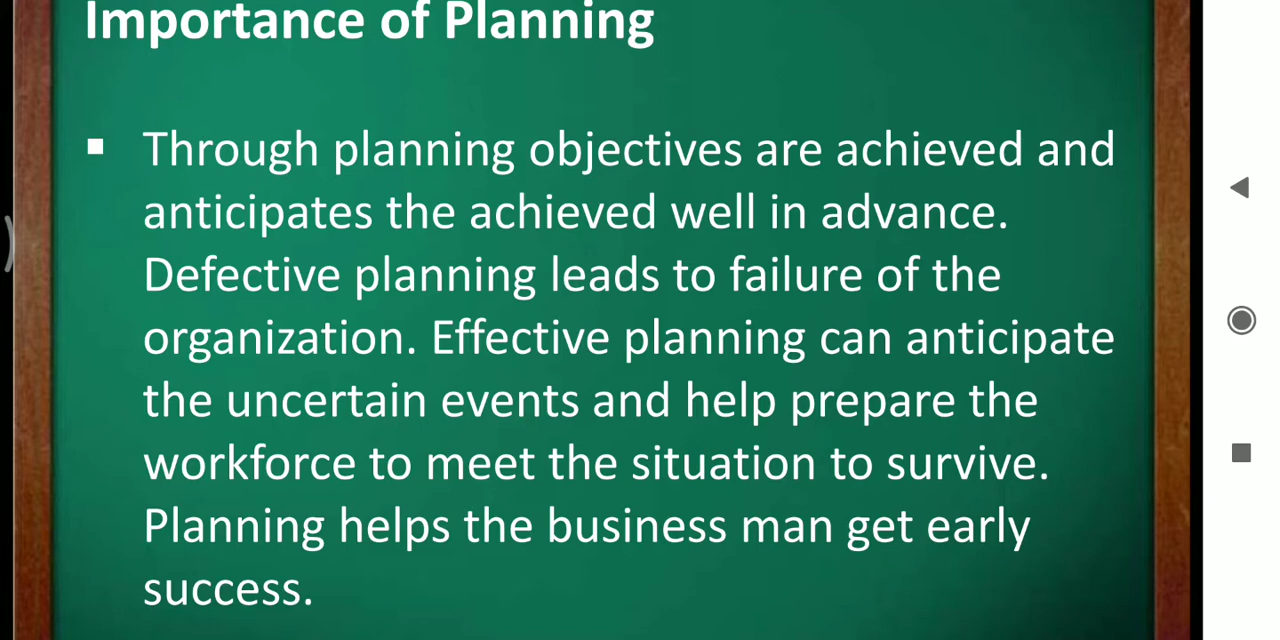 Importance of Planning
▪ Through planning objectives are achieved and
anticipates the achieved well in advance.
Defective planning leads to failure of the
organization. Effective planning can anticipate
the uncertain events and help prepare the
workforce to meet the situation to survive.
Planning helps the business man get early
success.